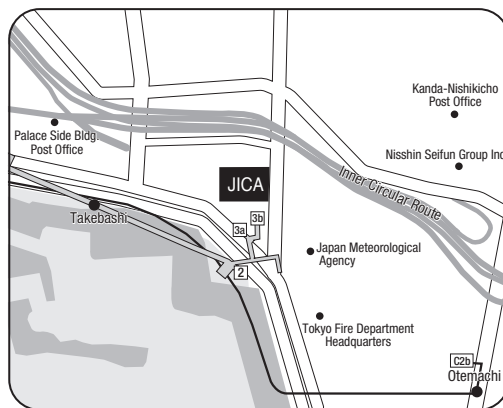 Kanda-Nishikicho
Post Office
Palace Side Bldg.
Post Office
Nisshin Seifun Group Inc.
JICA
Inner Circular Route
Takebashi
3b
3a
2
Japan Meteorological
Agency
Tokyo Fire Department
Headquarters
C2b
Otemachi